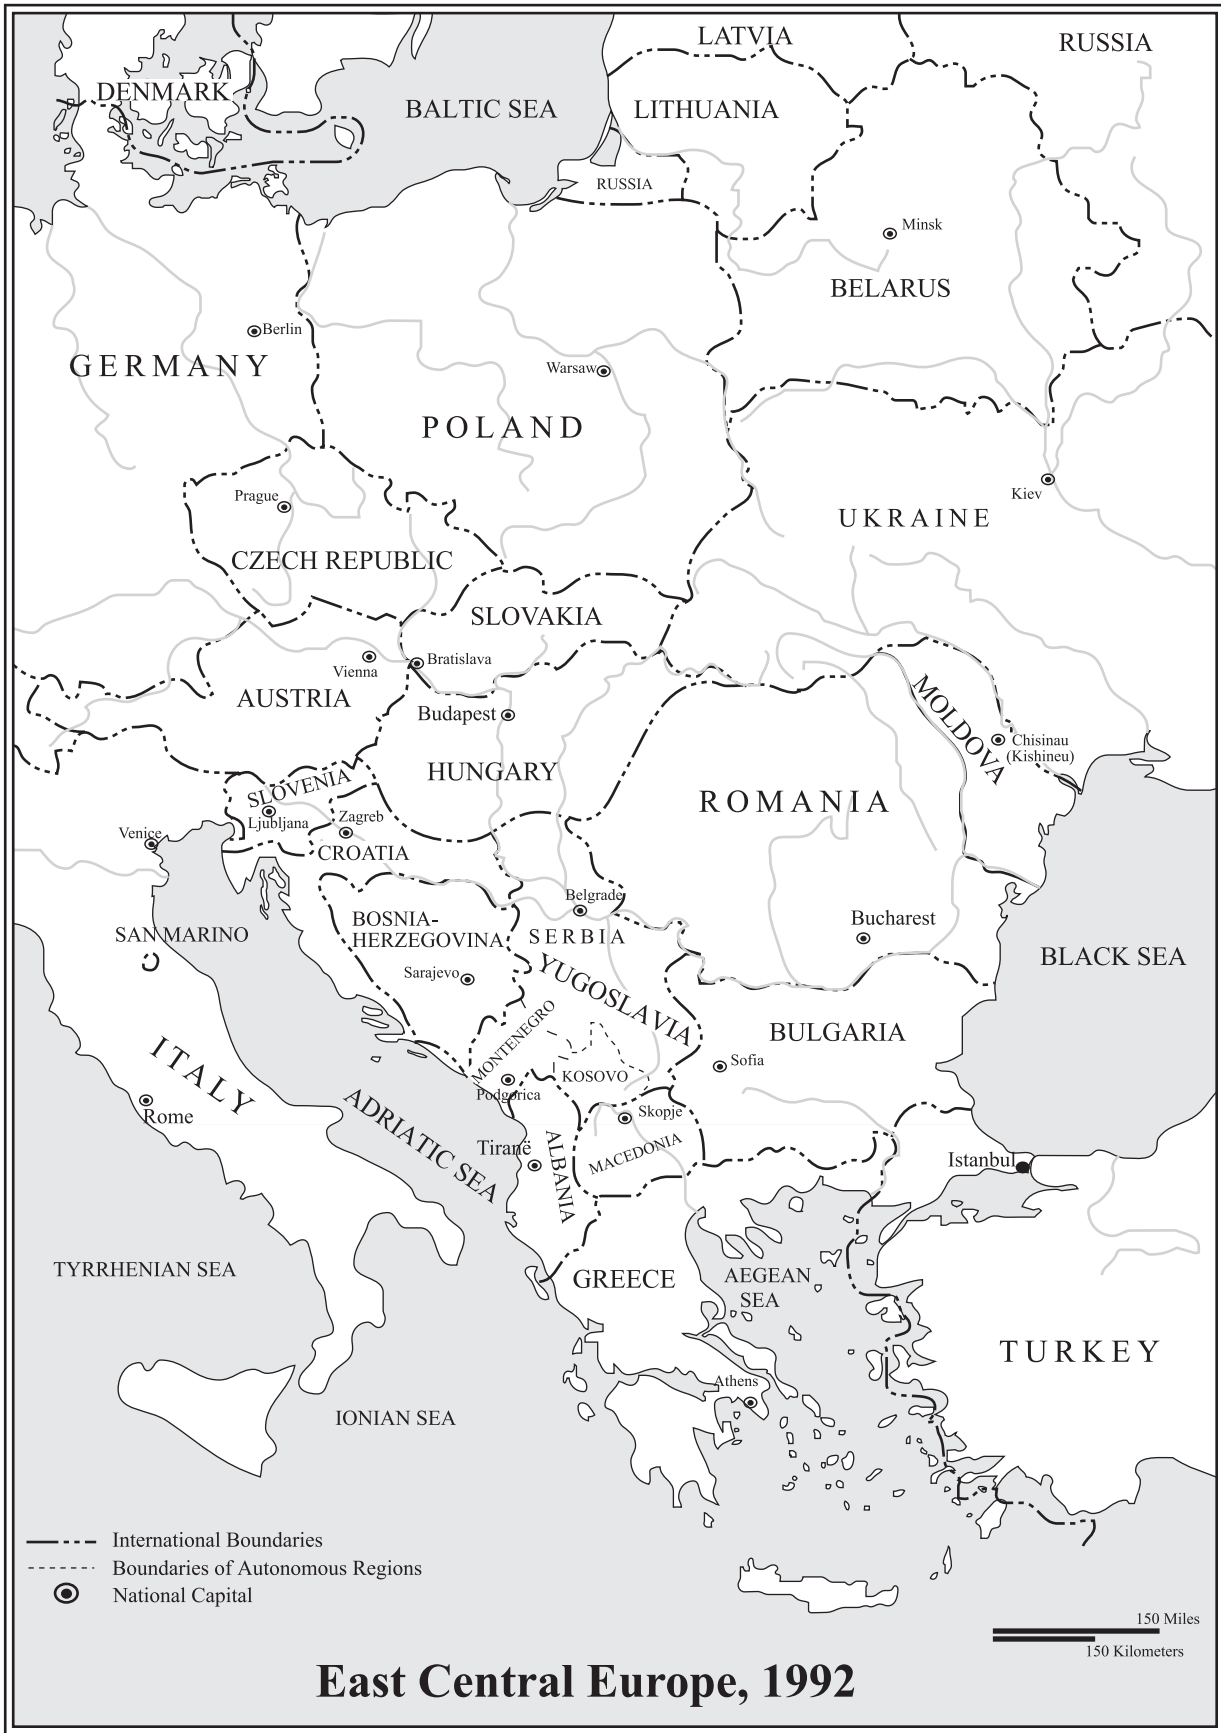 LATVIA
RUSSIA
DENMARK
BALTIC SEA
LITHUANIA
RUSSIA
Minsk
BELARUS
Berlin
GERMANY
Warsaw
POLAND
Prague
Kiev
UKRAINE
CZECH REPUBLIC
SLOVAKIA
Vienna
Bratislava
AUSTRIA
Budapest
MOLDOVA
Chisinau
(Kishineu)
HUNGARY
SLOVENIA
ROMANIA
Ljubljana
Zagreb
Venice
CROATIA
Belgrade
BOSNIA-
HERZEGOVINA
SERBIA
Bucharest
SAN MARINO
BLACK SEA
Sarajevo
YUGOSLAVIA
MONTENEGRO
BULGARIA
Sofia
KOSOVO
ITALY
Podgorica
Rome
ADRIATIC SEA
Skopje
Tiranë
ALBANIA
MACEDONIA
Istanbul
TYRRHENIAN SEA
GREECE
AEGEAN
SEA
TURKEY
Athens
IONIAN SEA
International Boundaries
Boundaries of Autonomous Regions
National Capital
150 Miles
150 Kilometers
East Central Europe, 1992